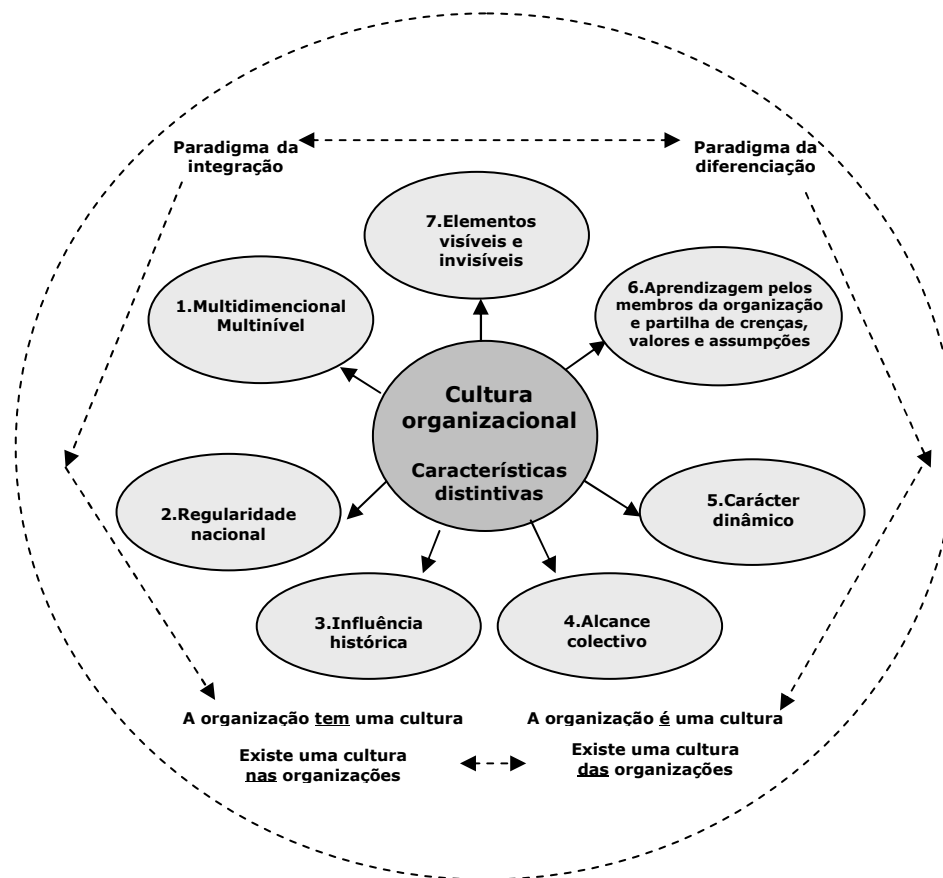 Paradigma da
integração
Paradigma da
diferenciação
7.Elementos
visíveis e
invisíveis
1.Multidimencional
Multinível
6.Aprendizagem pelos
membros da organização
e partilha de crenças,
valores e assumpções
Cultura
organizacional
Características
distintivas
2.Regularidade
nacional
5.Carácter
dinâmico
3.Influência
histórica
4.Alcance
colectivo
A organização tem uma cultura
Existe uma cultura
nas organizações
A organização é uma cultura
Existe uma cultura
das organizações